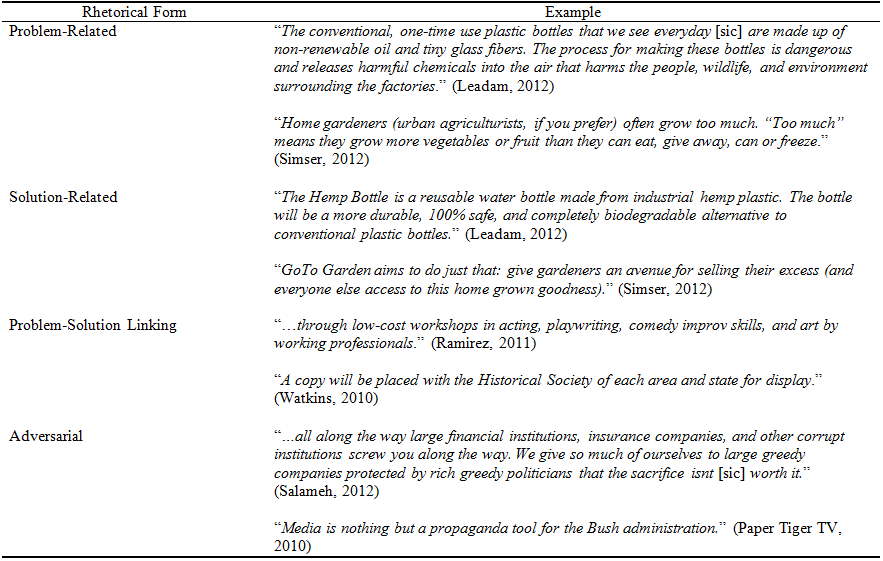 Rhetorical Form Example
Problem-Related “The conventional, one-time use plastic bottles that we see everyday [sic] are made up of
non-renewable oil and tiny glass fibers. The process for making these bottles is dangerous
and releases harmful chemicals into the air that harms the people, wildlife, and environment
surrounding the factories.” (Leadam, 2012)
“Home gardeners (urban agriculturists, if you prefer) often grow too much. “Too much”
means they grow more vegetables or fruit than they can eat, give away, can or freeze.”
(Simser, 2012)
Solution-Related “The Hemp Bottle is a reusable water bottle made from industrial hemp plastic. The bottle
will be a more durable, 100% safe, and completely biodegradable alternative to
conventional plastic bottles.” (Leadam, 2012)
“GoTo Garden aims to do just that: give gardeners an avenue for selling their excess (and
everyone else access to this home grown goodness).” (Simser, 2012)
Problem-Solution Linking “…through low-cost workshops in acting, playwriting, comedy improv skills, and art by
working professionals.” (Ramirez, 2011)
“A copy will be placed with the Historical Society of each area and state for display.”
(Watkins, 2010)
Adversarial “…all along the way large financial institutions, insurance companies, and other corrupt
institutions screw you along the way. We give so much of ourselves to large greedy
companies protected by rich greedy politicians that the sacrifice isnt [sic] worth it.”
(Salameh, 2012)
“Media is nothing but a propaganda tool for the Bush administration.” (Paper Tiger TV,
2010)